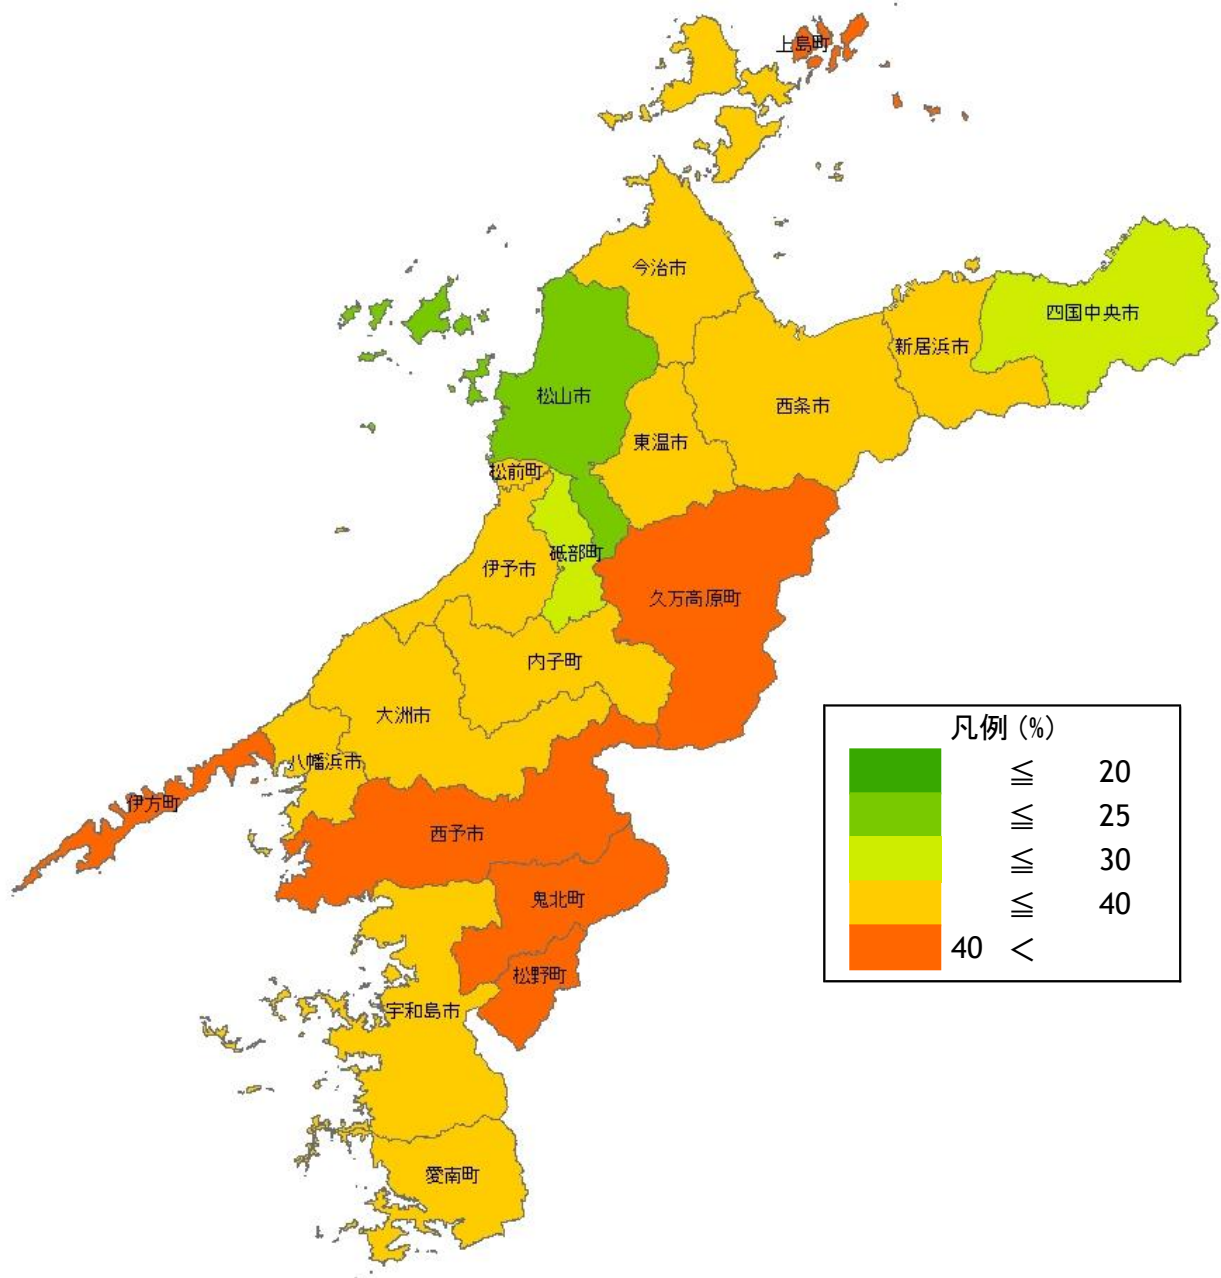 上島町
今治市
四国中央市
新居浜市
松山市
西条市
東温市
松前町
砥部町
伊予市
久万高原町
内子町
大洲市
八幡浜市
伊方町
西予市
鬼北町
松野町
宇和島市
愛南町
凡例(%)
≦ 20
≦ 25
≦ 30
≦ 40
40 <